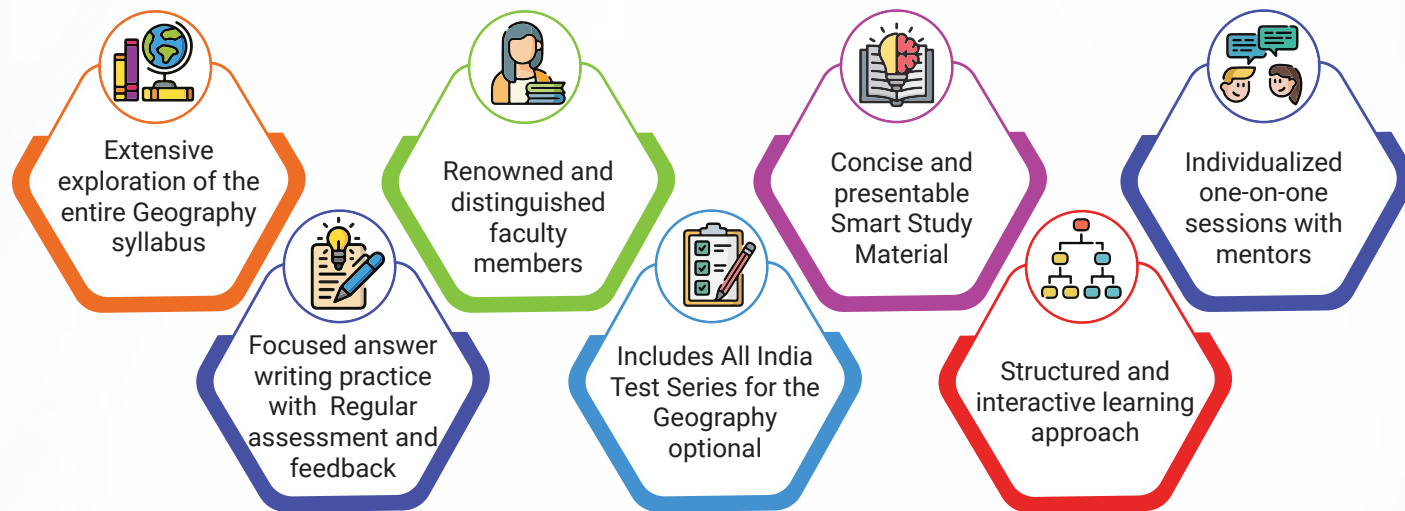 Extensive
exploration of the
entire Geography
syllabus
Focused answer
writing practice
with Regular
assessment and
feedback
Renowned and
distinguished
faculty
members
Includes All India
Test Series for the
Geography
optional
Concise and
presentable
Smart Study
Material
Structured and
interactive learning
approach
Individualized
one-on-one
sessions with
mentors